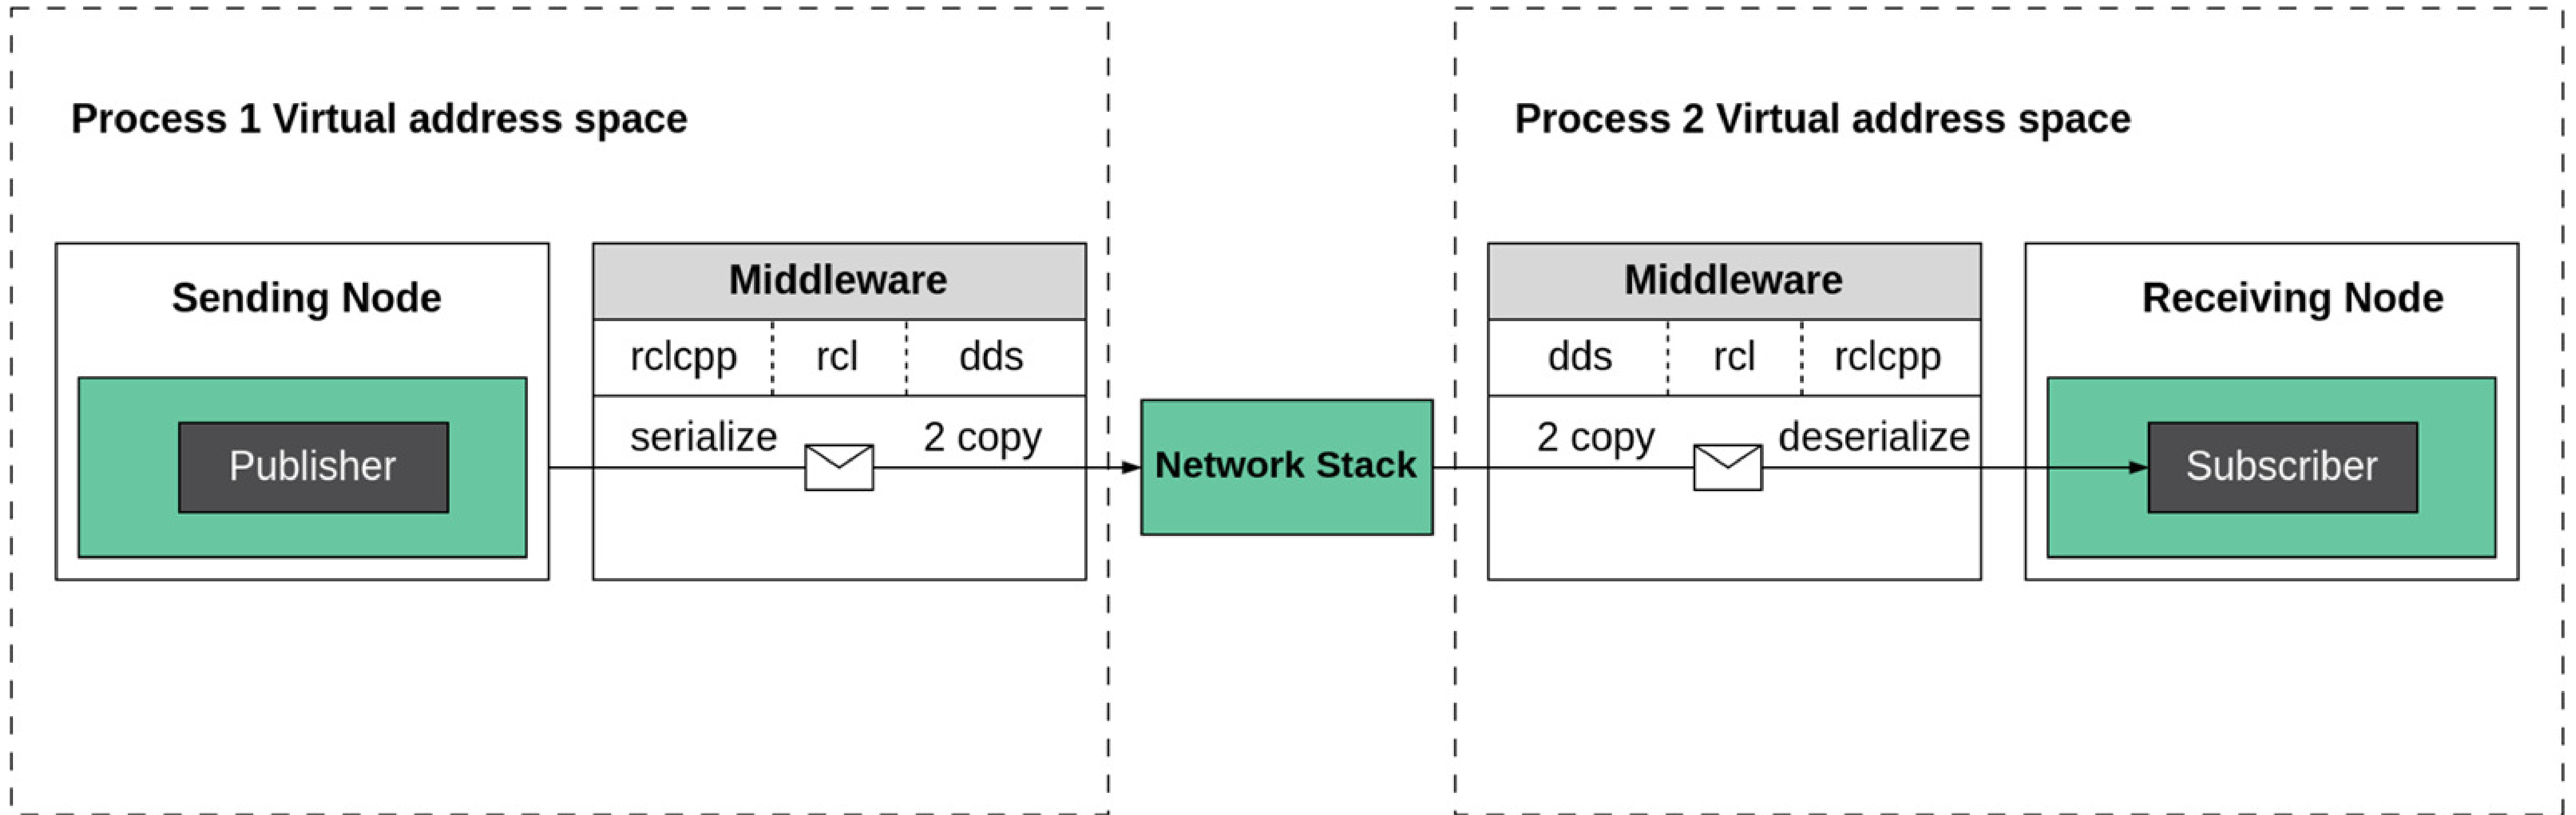 Process 1 Virtual address space
Sending Node
Publisher
Middleware
rclcpp rcl dds
serialize 2 copy
Network Stack
Process 2 Virtual address space
Middleware
dds rcl rclcpp
2 copy deserialize
Receiving Node
Subscriber